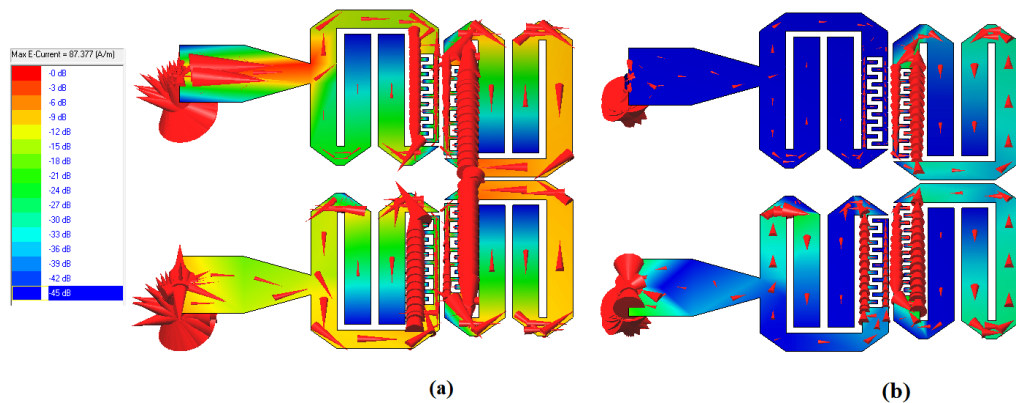 Max E-Current = 87.377 (A/m)
-0 dB
-3 dB
-6 dB
-9 dB
-12 dB
-15 dB
-18 dB
-21 dB
-24 dB
-27 dB
-30 dB
-33 dB
-36 dB
-39 dB
-42 dB
-45 dB
(a)
(b)